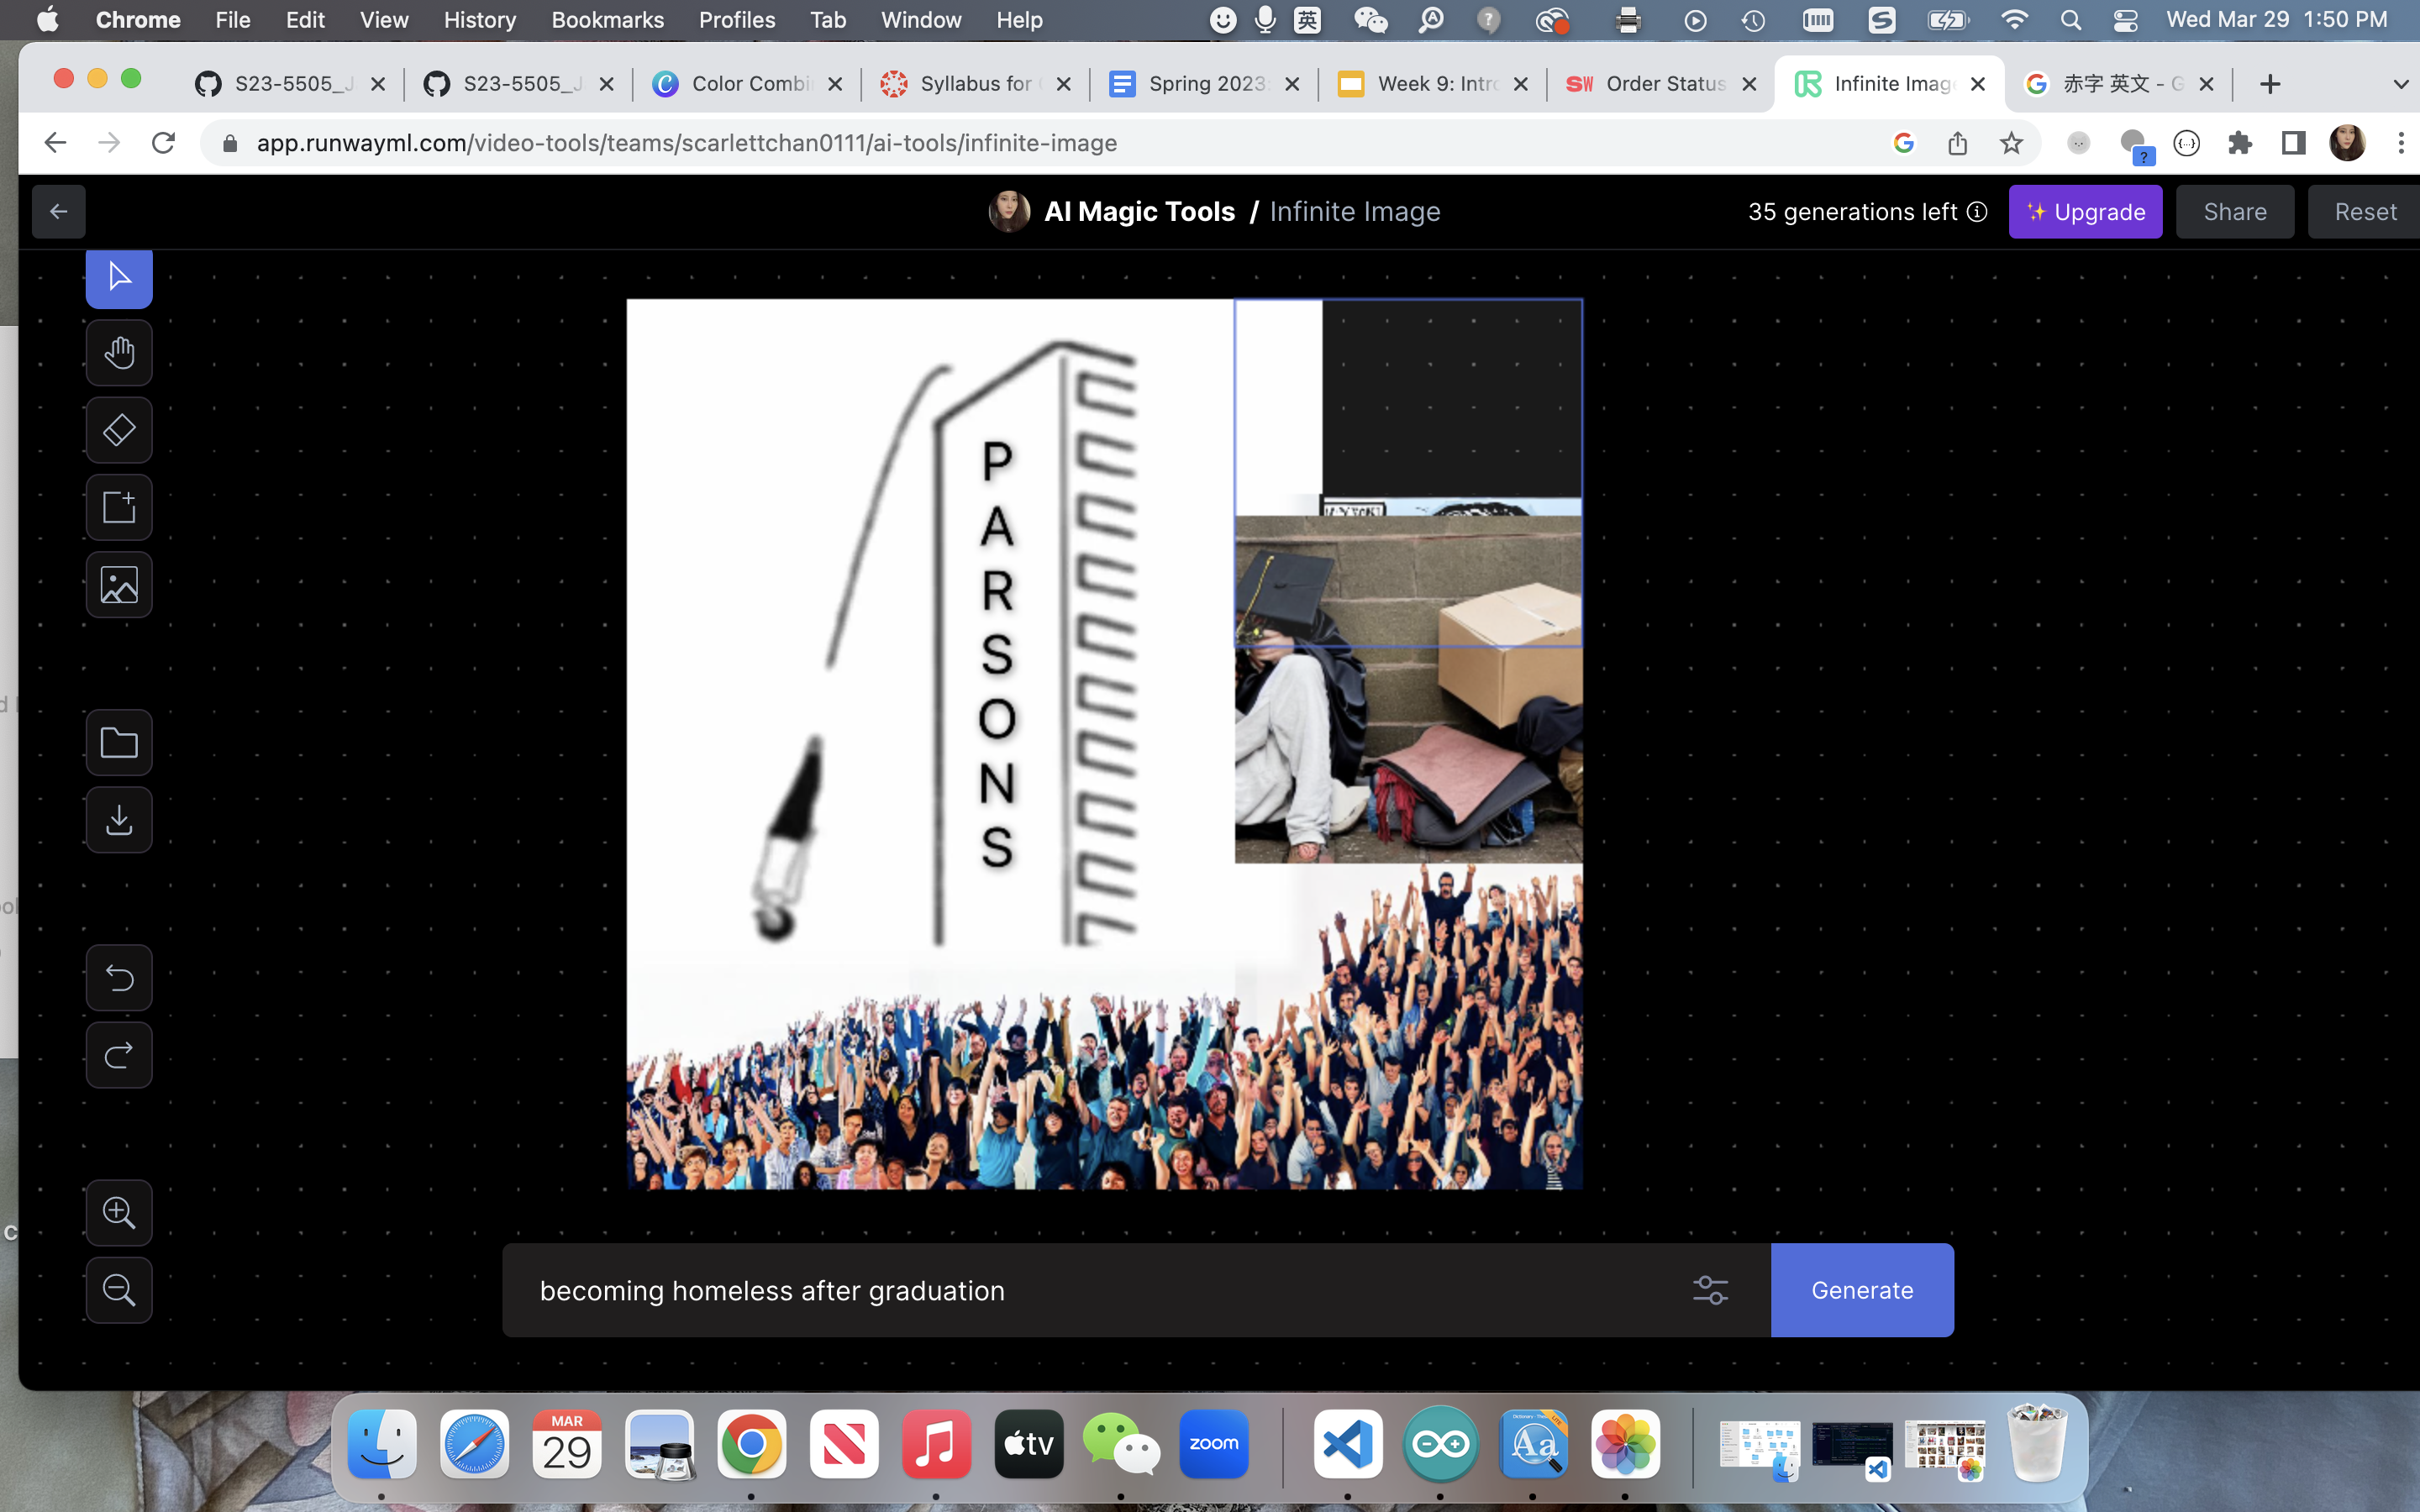 Chrome File Edit View History Bookmarks Profiles Tab Window Help 英 Wed Mar 29 1:50 PM
S23-5505_J S23-5505_J Color Combi Syllabus for Spring 2023: Week 9: Intro Order Status Infinite Imag 赤字 英文 - G
app.runwayml.com/video-tools/teams/scarlettchan0111/ai-tools/infinite-image
AI Magic Tools / Infinite Image 35 generations left Upgrade Share Reset
P
A
R
S
O
N
S
becoming homeless after graduation
Generate
MAR
29
tv
zoom
Aa